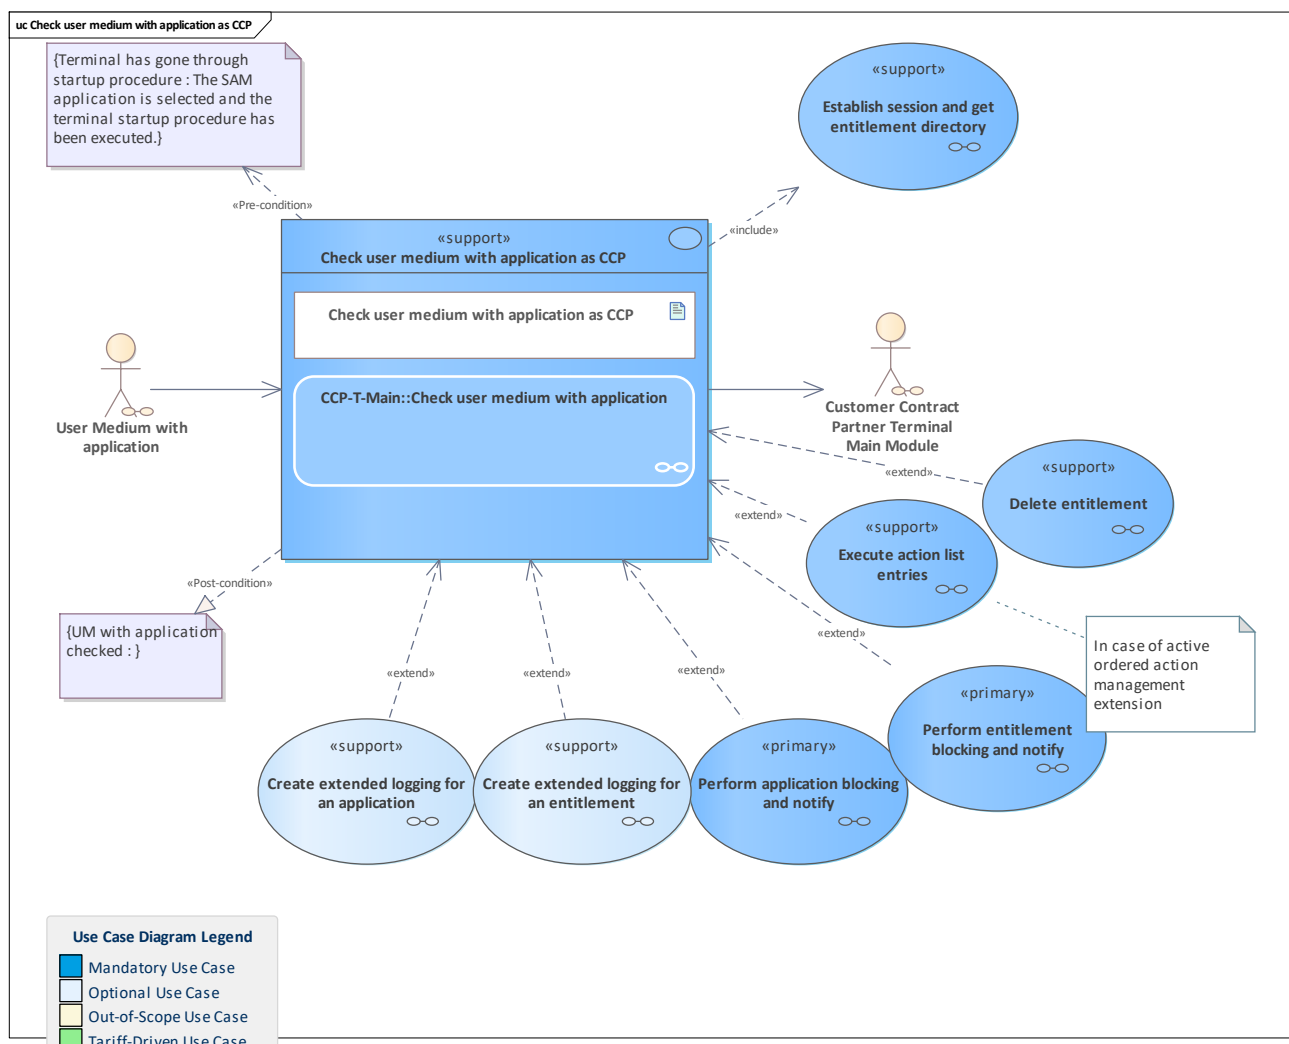 uc Check user medium with application as CCP
{Terminal has gone through
startup procedure : The SAM
application is selected and the
terminal startup procedure has
been executed.}
«support»
Establish session and get
entitlement directory
«Pre-condition»
«include»
«support»
Check user medium with application as CCP
Check user medium with application as CCP
CCP-T-Main::Check user medium with application
User Medium with
application
Customer Contract
Partner Terminal
Main Module
«extend»
«support»
Delete entitlement
«extend»
«support»
Execute action list
entries
«Post-condition»
{UM with application
checked : }
«extend»
In case of active
ordered action
management
extension
«extend»
«extend»
«extend»
«primary»
Perform entitlement
blocking and notify
«support»
Create extended logging for
an application
«support»
Create extended logging for
an entitlement
«primary»
Perform application blocking
and notify
Use Case Diagram Legend
Mandatory Use Case
Optional Use Case
Out-of-Scope Use Case
Tariff-Driven Use Case